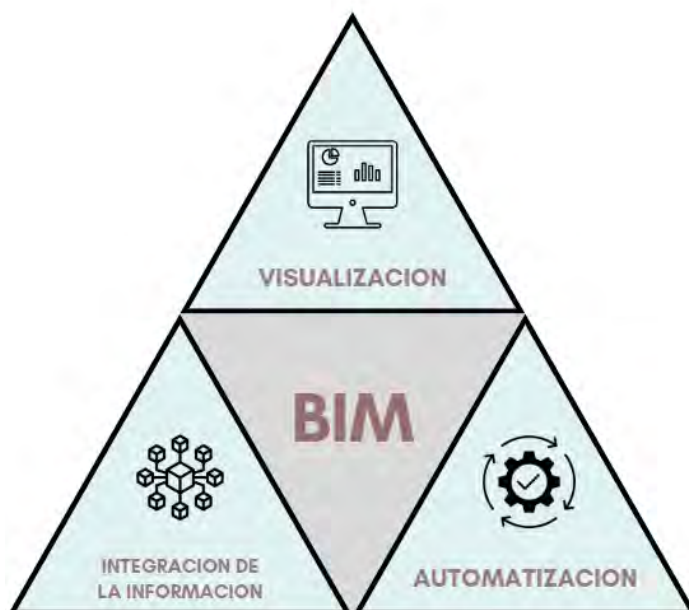 VISUALIZACION
BIM
INTEGRACION DE
LA INFORMACION
AUTOMATIZACION